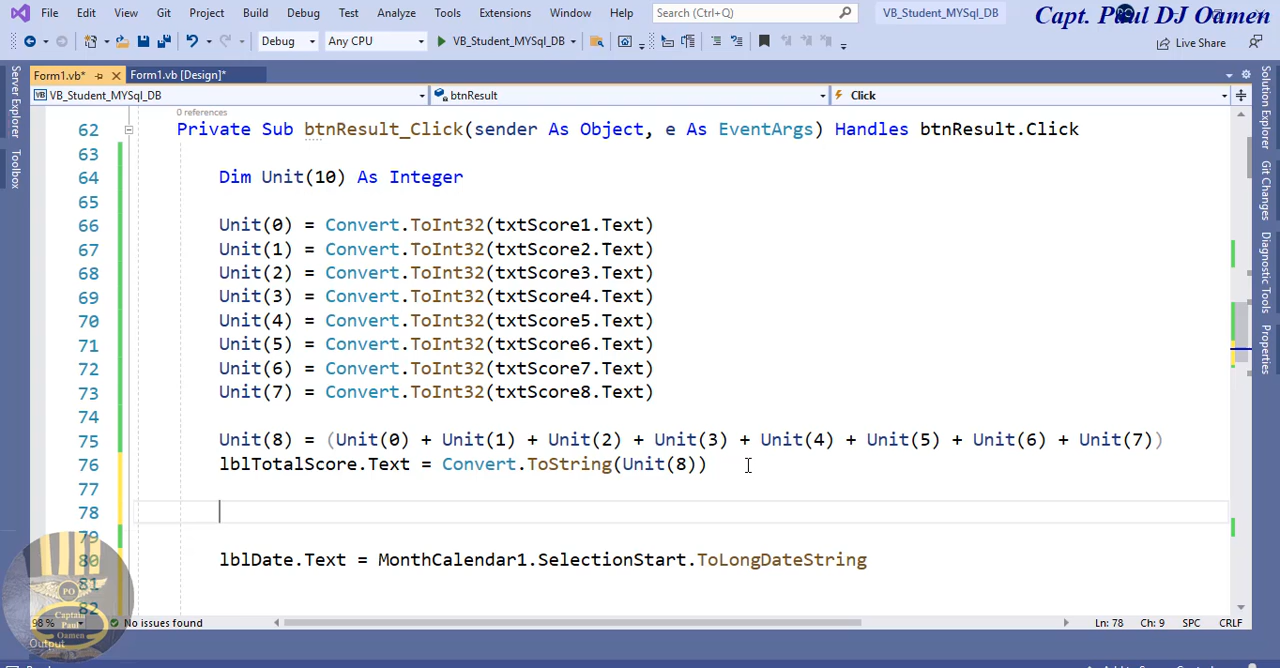 File Edit View Git Project Build Debug Test Analyze Tools Extensions Window Help Search (Ctrl+Q) VB_Student_MYSql_DB Capt. Paul DJ Oamen
Debug Any CPU VB_Student_MYSql_DB Live Share
Form1.vb* Form1.vb [Design]*
VB_Student_MYSql_DB btnResult Click
0 references
62 Private Sub btnResult_Click(sender As Object, e As EventArgs) Handles btnResult.Click
63
64 Dim Unit(10) As Integer
65
66 Unit(0) = Convert.ToInt32(txtScore1.Text)
67 Unit(1) = Convert.ToInt32(txtScore2.Text)
68 Unit(2) = Convert.ToInt32(txtScore3.Text)
69 Unit(3) = Convert.ToInt32(txtScore4.Text)
70 Unit(4) = Convert.ToInt32(txtScore5.Text)
71 Unit(5) = Convert.ToInt32(txtScore6.Text)
72 Unit(6) = Convert.ToInt32(txtScore7.Text)
73 Unit(7) = Convert.ToInt32(txtScore8.Text)
74
75 Unit(8) = (Unit(0) + Unit(1) + Unit(2) + Unit(3) + Unit(4) + Unit(5) + Unit(6) + Unit(7))
76 lblTotalScore.Text = Convert.ToString(Unit(8))
77
78
79
80 lblDate.Text = MonthCalendar1.SelectionStart.ToLongDateString
81
82
98 % No issues found Ln: 78 Ch: 9 SPC CRLF
Output
Server Explorer
Toolbox
Solution Explorer
Git Changes
Diagnostic Tools
Properties
PO
Captain
Paul
Oamen